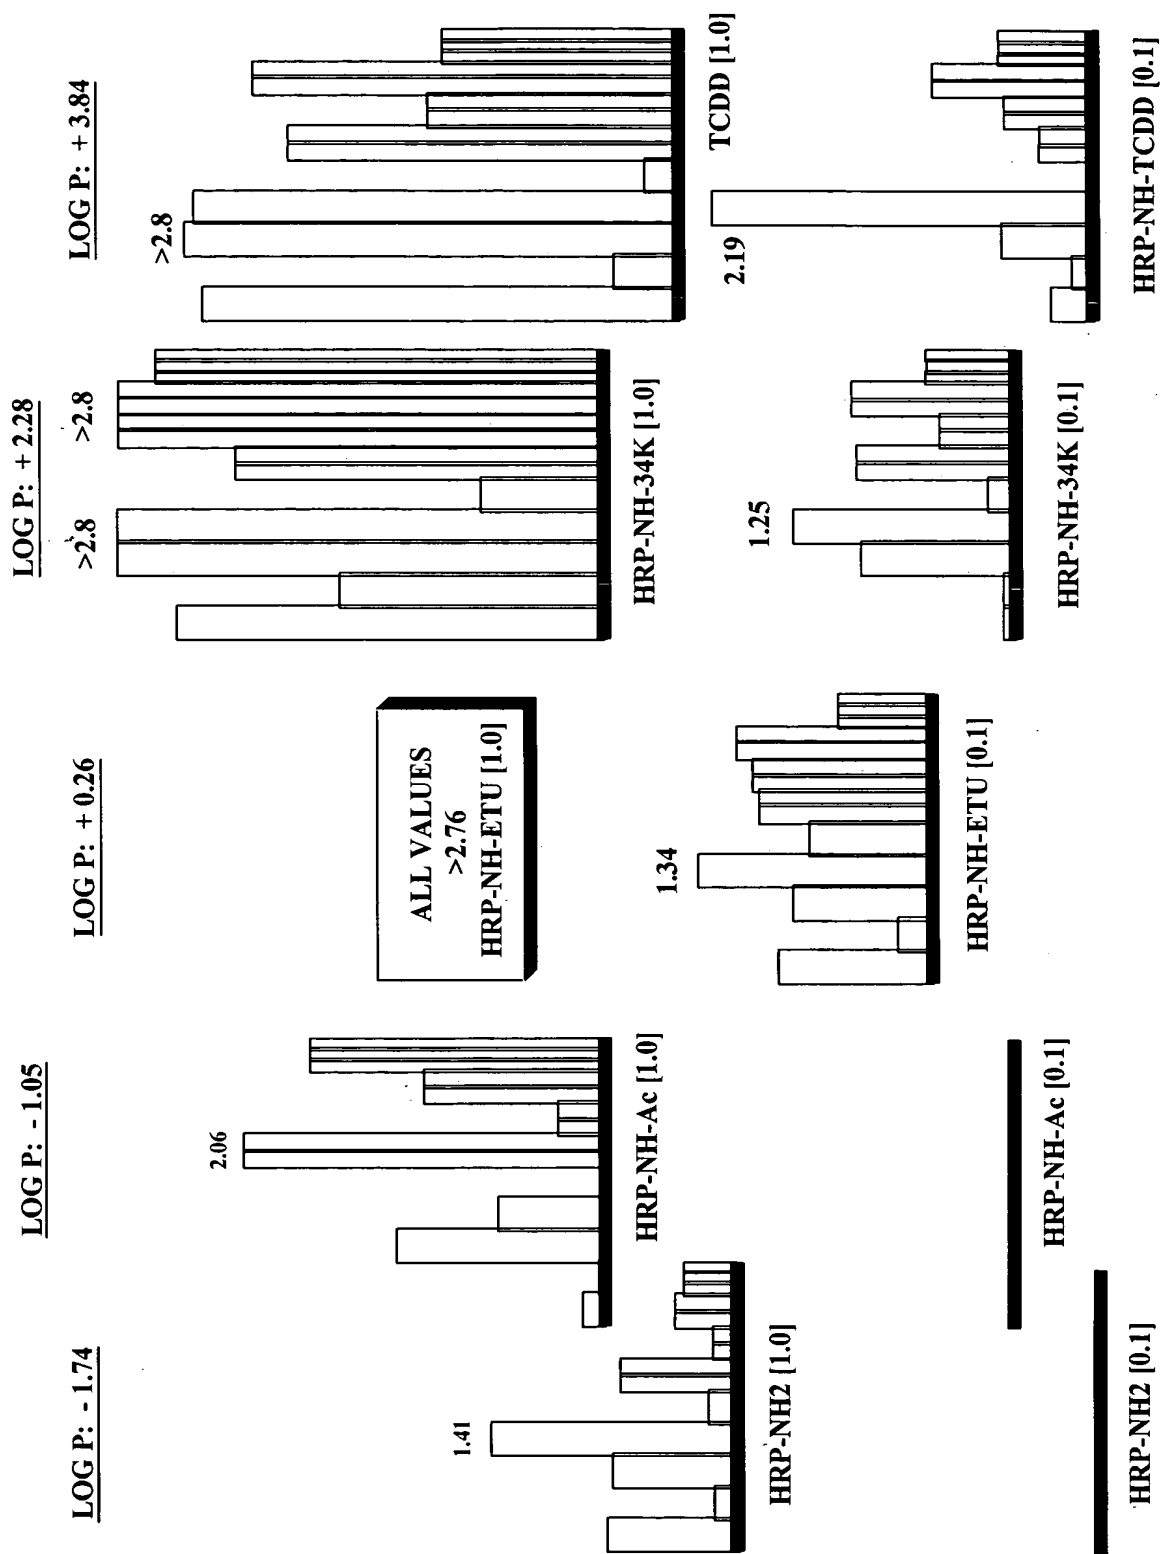 LOG P: - 1.74
LOG P: - 1.05
LOG P: + 0.26
LOG P: + 2.28
LOG P: + 3.84
1.41
HRP-NH2 [1.0]
2.06
HRP-NH-Ac [1.0]
ALL VALUES
>2.76
HRP-NH-ETU [1.0]
>2.8
>2.8
HRP-NH-34K [1.0]
>2.8
TCDD [1.0]
HRP-NH2 [0.1]
HRP-NH-Ac [0.1]
1.34
HRP-NH-ETU [0.1]
1.25
HRP-NH-34K [0.1]
2.19
HRP-NH-TCDD [0.1]